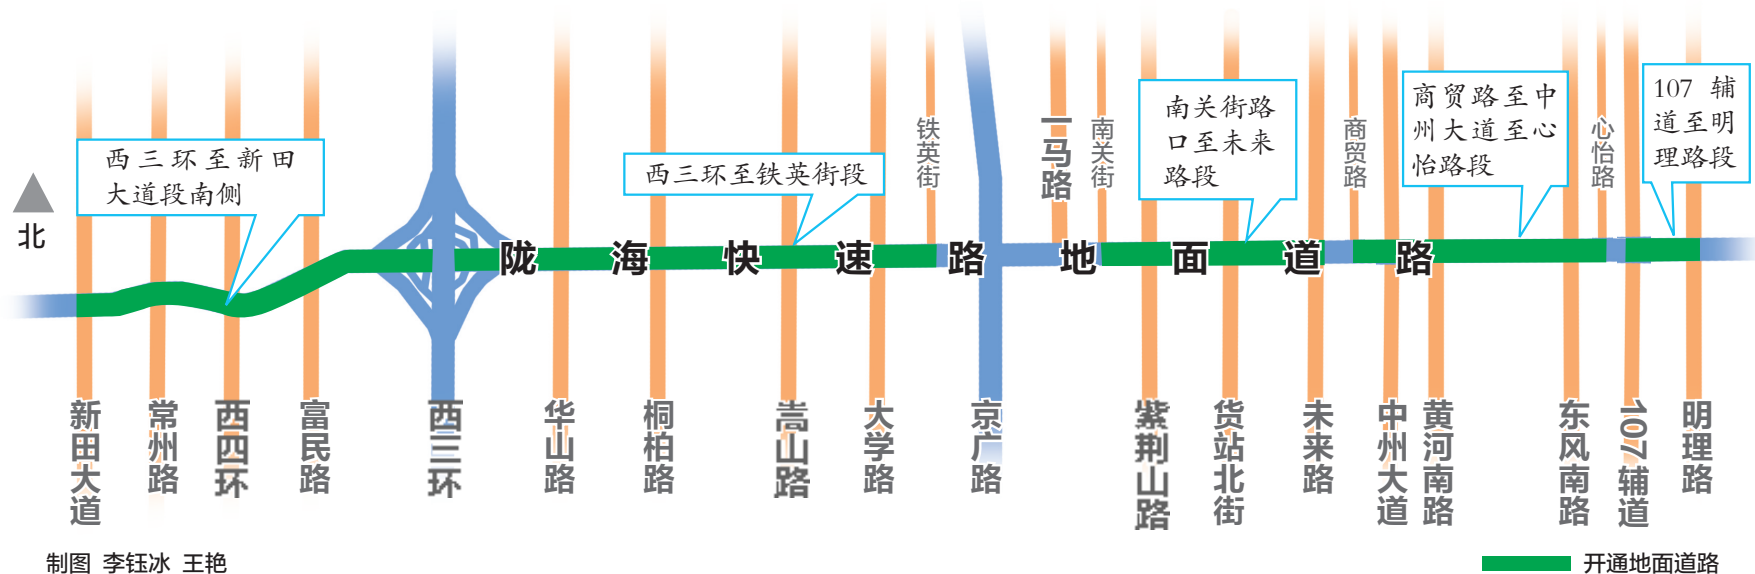 西三环至新田
大道段南侧
西三环至铁英街段
南关街路
口至未来
路段
商贸路至中
州大道至心
怡路段
107 辅
道至明
理路段
铁英街
一马路
南关街
商贸路
心怡路
北
陇海快速路地面道路
新田大道
常州路
西四环
富民路
西三环
华山路
桐柏路
嵩山路
大学路
京广路
紫荆山路
货站北街
未来路
中州大道
黄河南路
东风南路
107辅道
明理路
制图 李钰冰 王艳
开通地面道路